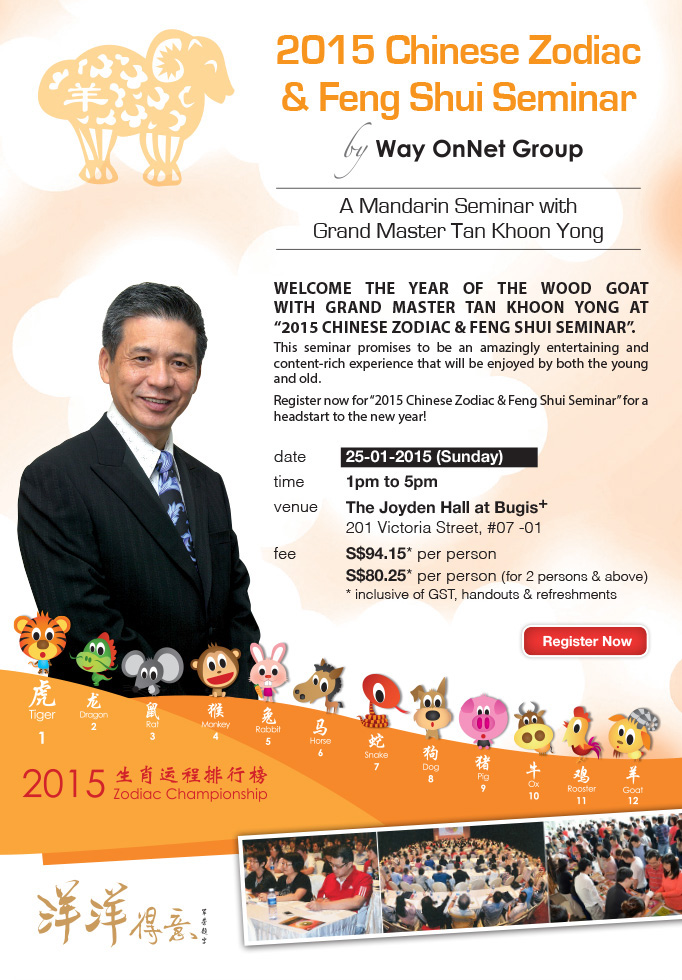 羊
2015 Chinese Zodiac
& Feng Shui Seminar
by Way OnNet Group
A Mandarin Seminar with
Grand Master Tan Khoon Yong
WELCOME THE YEAR OF THE WOOD GOAT
WITH GRAND MASTER TAN KHOON YONG AT
“2015 CHINESE ZODIAC & FENG SHUI SEMINAR”.
This seminar promises to be an amazingly entertaining and
content-rich experience that will be enjoyed by both the young
and old.
Register now for “2015 Chinese Zodiac & Feng Shui Seminar” for a
headstart to the new year!
date 25-01-2015 (Sunday)
time 1pm to 5pm
venue The Joyden Hall at Bugis+
201 Victoria Street, #07 -01
fee S$94.15* per person
S$80.25* per person (for 2 persons & above)
* inclusive of GST, handouts & refreshments
Register Now
虎
Tiger
1
龙
Dragon
2
鼠
Rat
3
猴
Monkey
4
兔
Rabbit
5
马
Horse
6
蛇
Snake
7
狗
Dog
8
猪
Pig
9
牛
Ox
10
鸡
Rooster
11
羊
Goat
12
2015 生肖运程排行榜
Zodiac Championship
洋洋得意